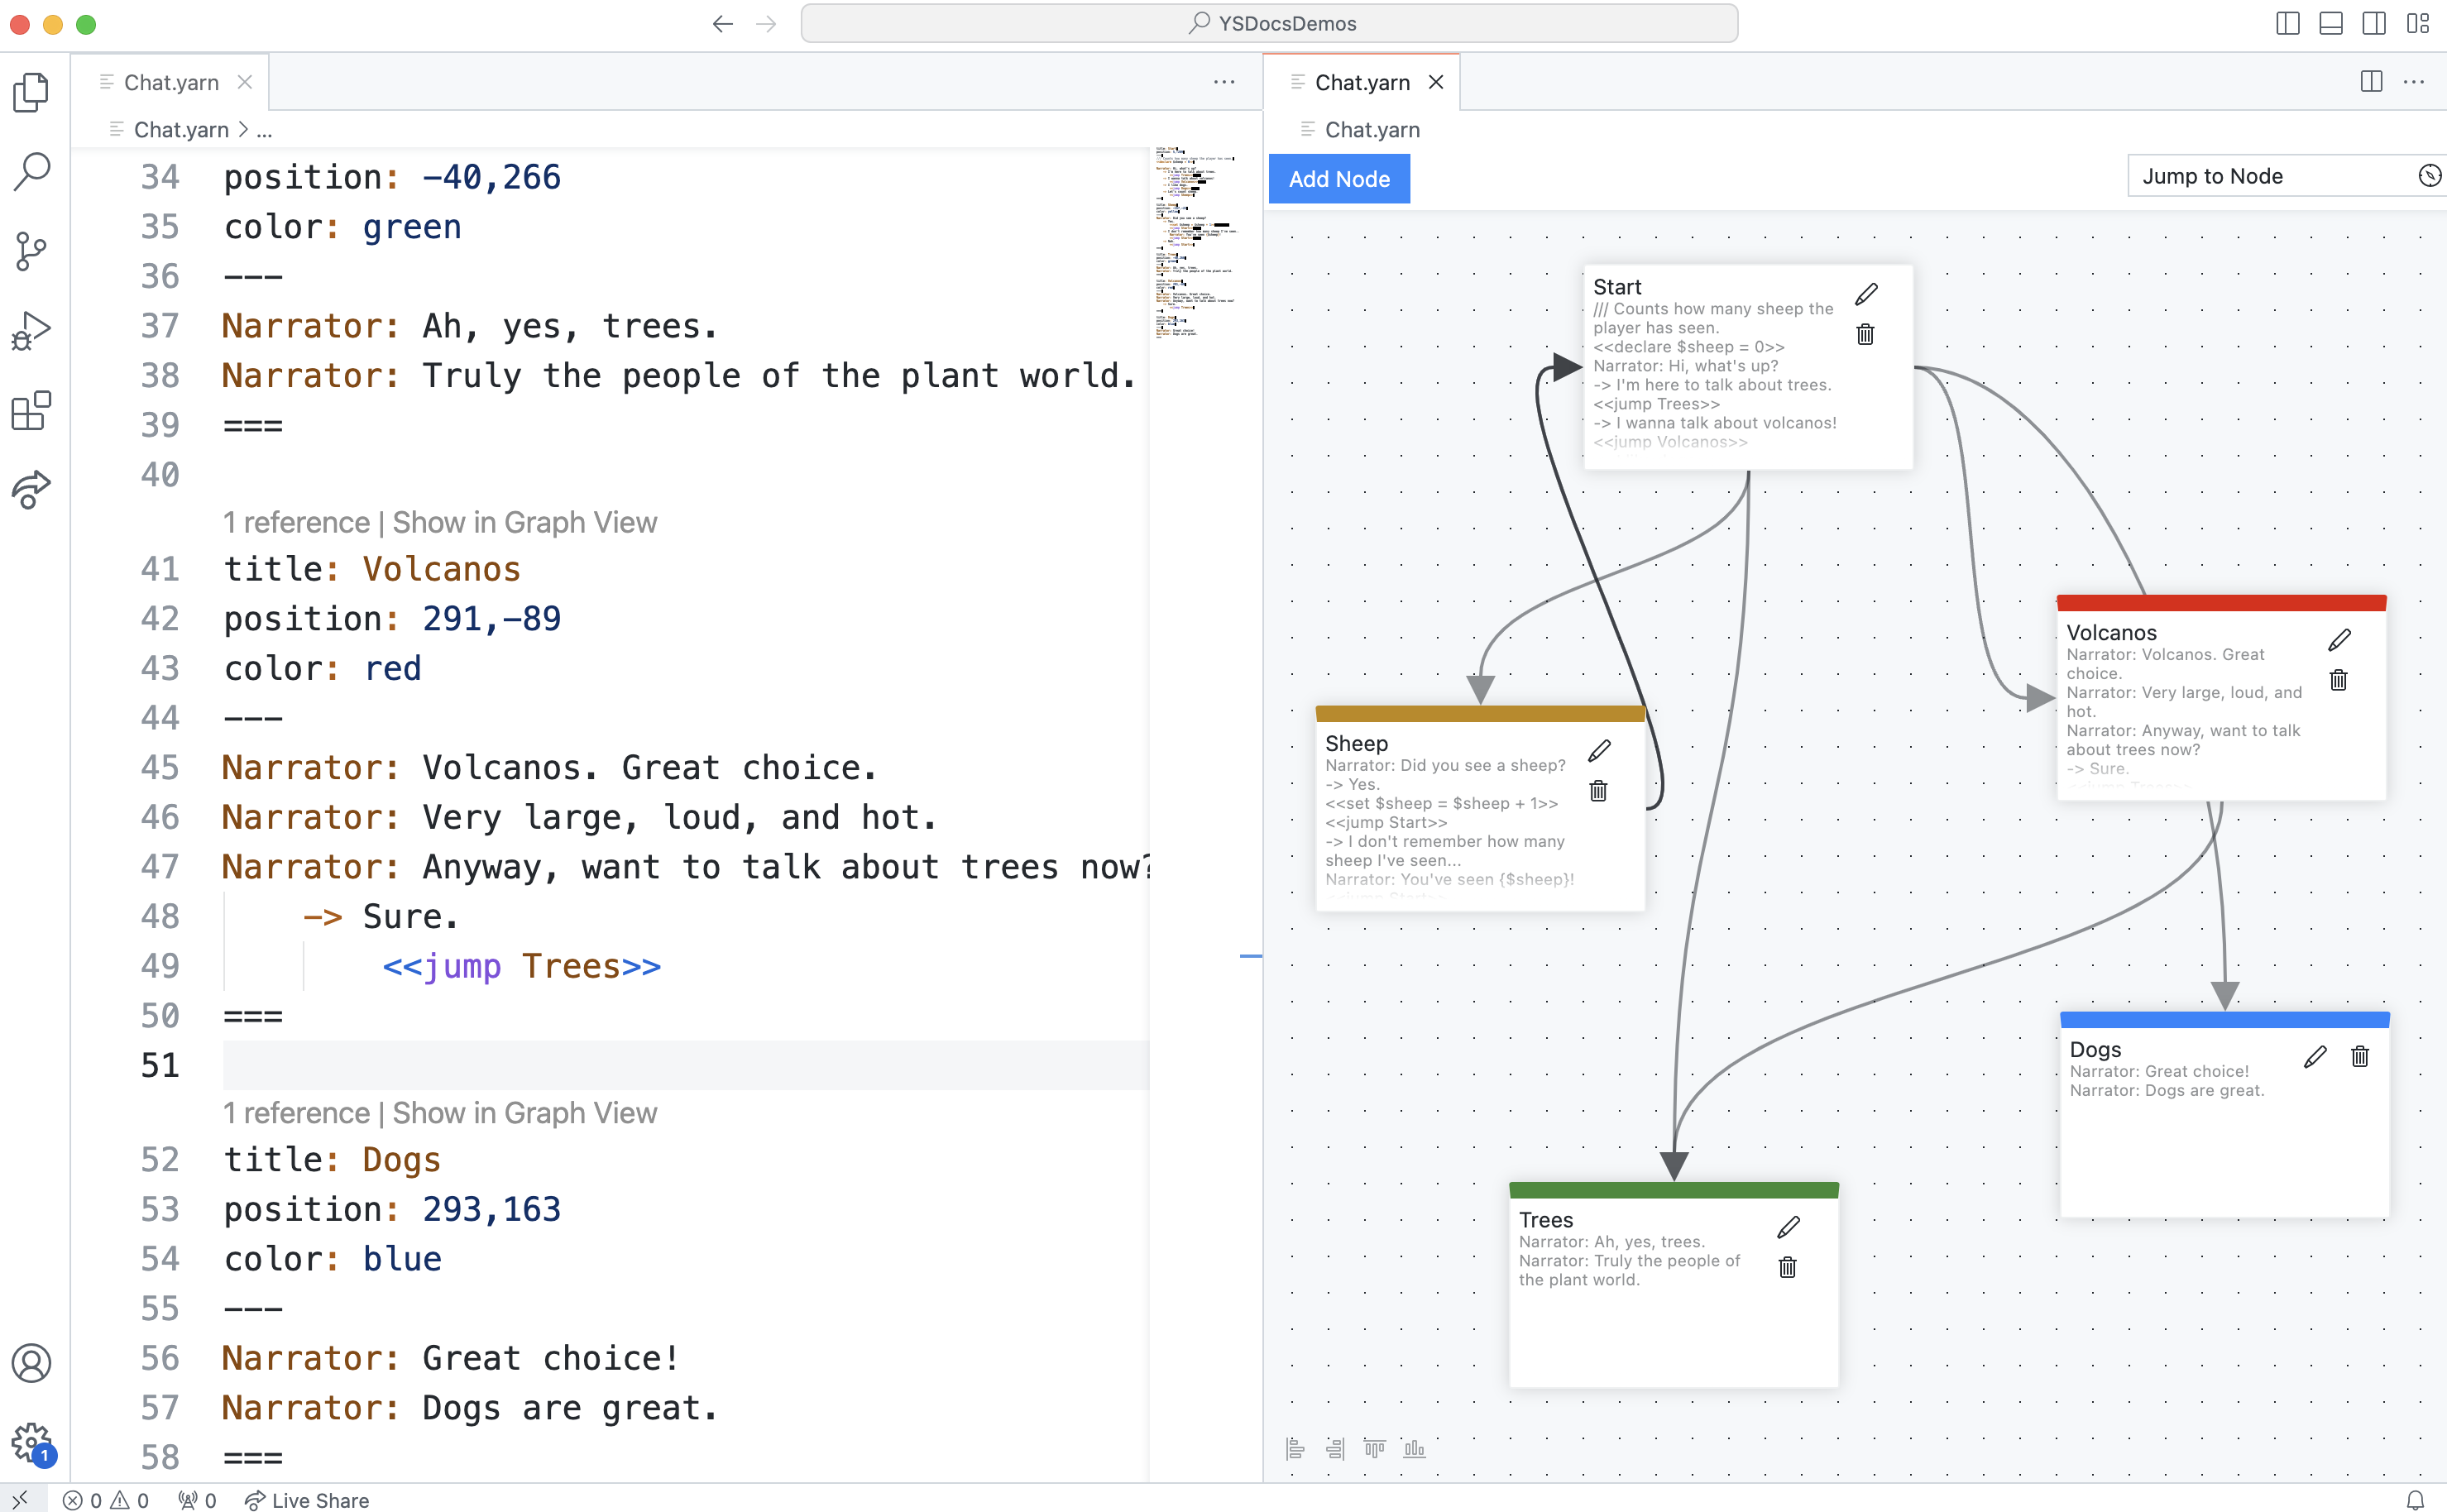 YSDocsDemos
Chat.yarn
Chat.yarn > ...
34 position: -40,266
35 color: green
36 ---
37 Narrator: Ah, yes, trees.
38 Narrator: Truly the people of the plant world.
39 ===
40
1 reference | Show in Graph View
41 title: Volcanos
42 position: 291,-89
43 color: red
44 ---
45 Narrator: Volcanos. Great choice.
46 Narrator: Very large, loud, and hot.
47 Narrator: Anyway, want to talk about trees now?
48 -> Sure.
49 <<jump Trees>>
50 ===
51
1 reference | Show in Graph View
52 title: Dogs
53 position: 293,163
54 color: blue
55 ---
56 Narrator: Great choice!
57 Narrator: Dogs are great.
58 ===
Chat.yarn
Chat.yarn
Add Node
Jump to Node
Start
/// Counts how many sheep the
player has seen.
<<declare $sheep = 0>>
Narrator: Hi, what's up?
-> I'm here to talk about trees.
<<jump Trees>>
-> I wanna talk about volcanos!
<<jump Volcanos>>
Volcanos
Narrator: Volcanos. Great
choice.
Narrator: Very large, loud, and
hot.
Narrator: Anyway, want to talk
about trees now?
-> Sure.
<<jump Trees>>
Sheep
Narrator: Did you see a sheep?
-> Yes.
<<set $sheep = $sheep + 1>>
<<jump Start>>
-> I don't remember how many
sheep I've seen...
Narrator: You've seen {$sheep}!
<<jump Start>>
Dogs
Narrator: Great choice!
Narrator: Dogs are great.
Trees
Narrator: Ah, yes, trees.
Narrator: Truly the people of
the plant world.
1
0 0 0 Live Share